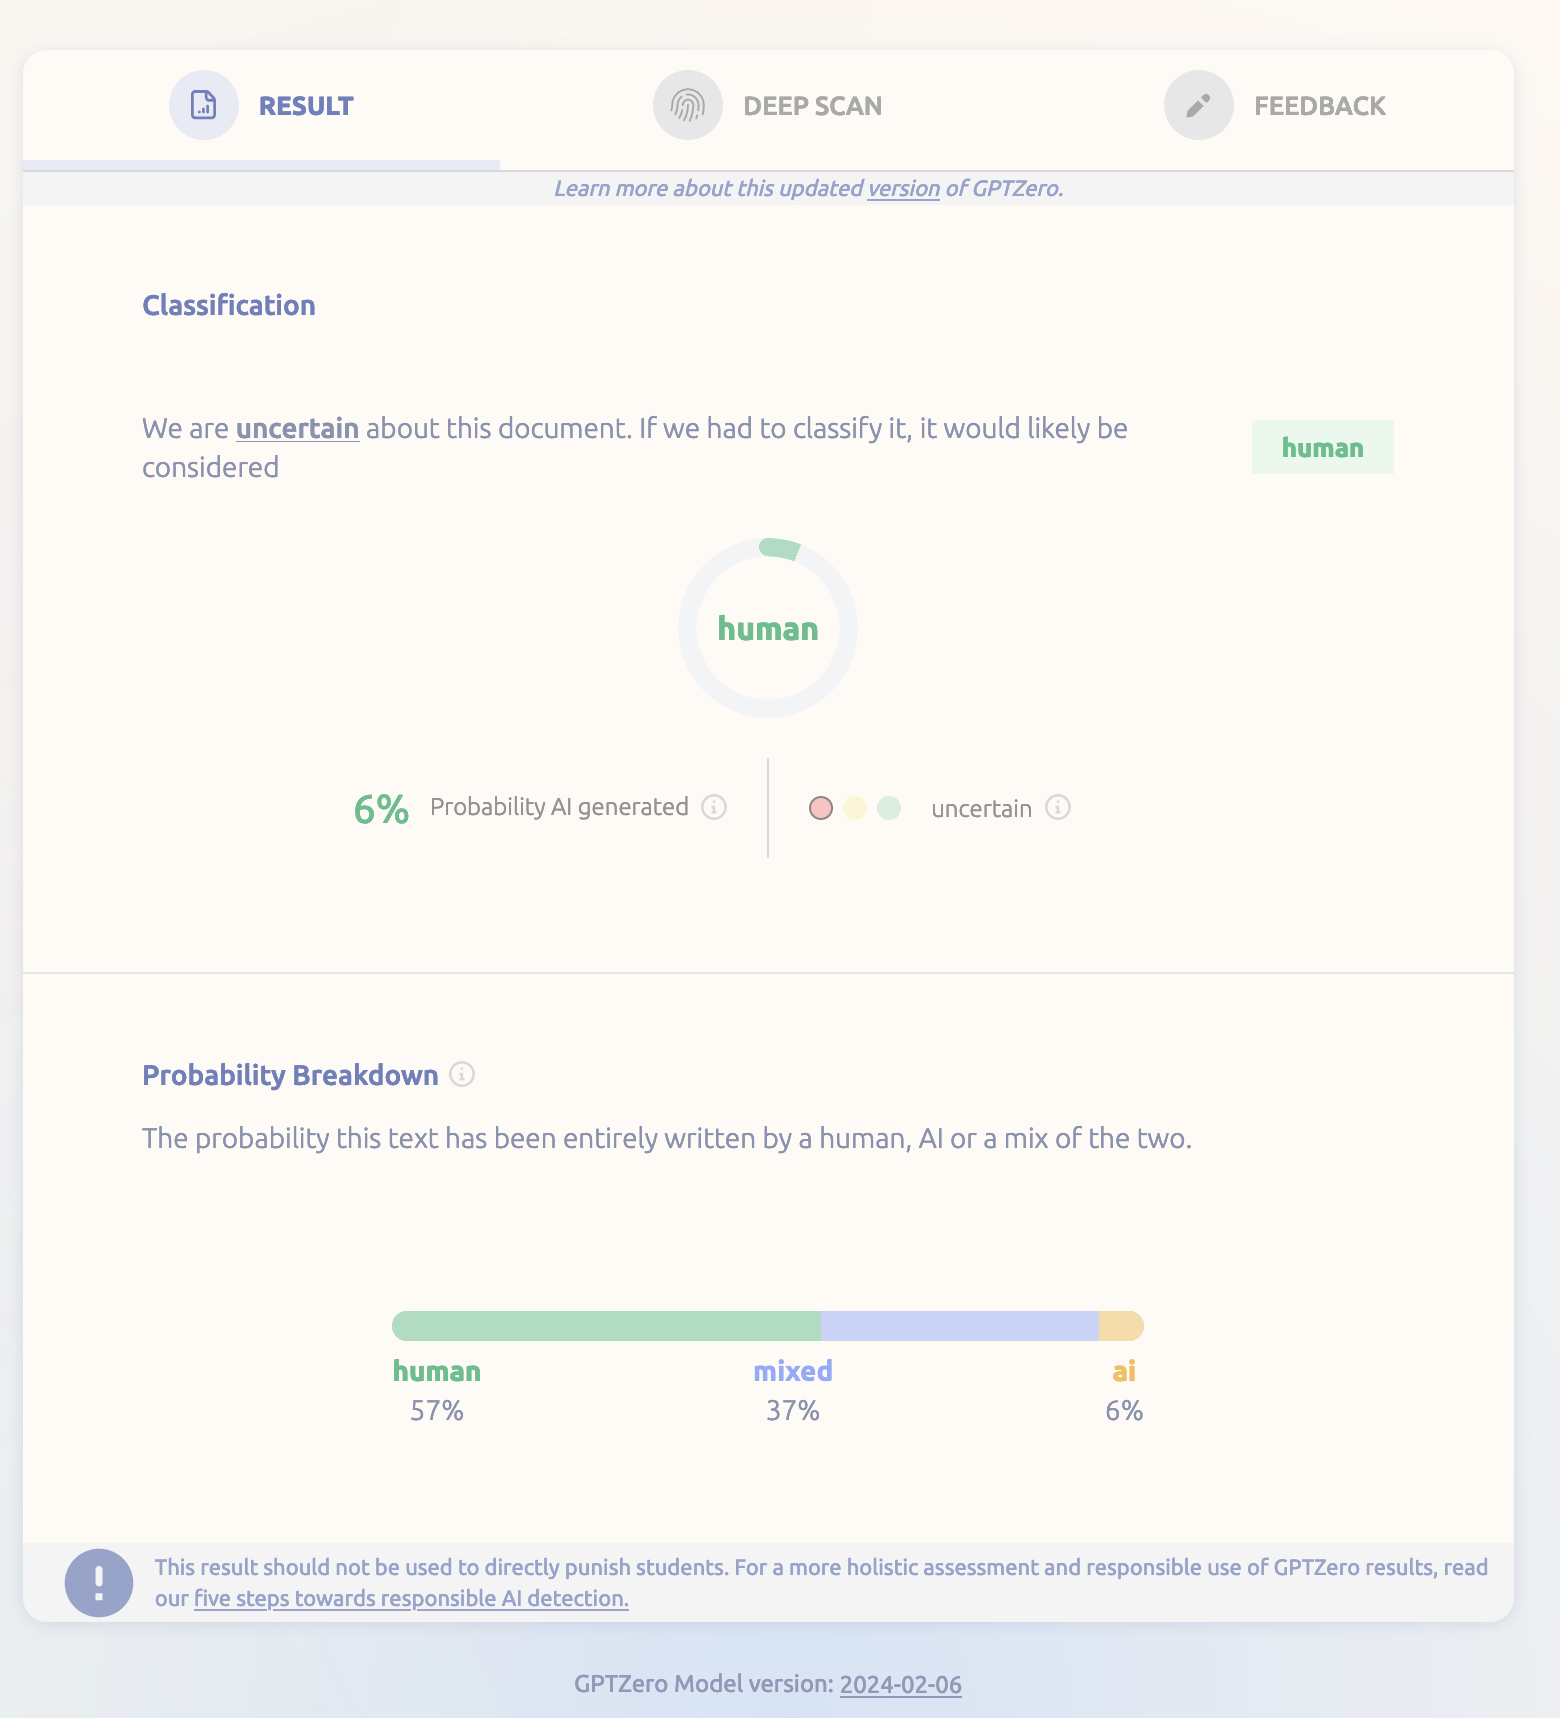 RESULT
DEEP SCAN
FEEDBACK
Learn more about this updated version of GPTZero.
Classification
We are uncertain about this document. If we had to classify it, it would likely be
considered
human
human
6% Probability AI generated
uncertain
Probability Breakdown
The probability this text has been entirely written by a human, AI or a mix of the two.
human mixed ai
57% 37% 6%
This result should not be used to directly punish students. For a more holistic assessment and responsible use of GPTZero results, read
our five steps towards responsible AI detection.
GPTZero Model version: 2024-02-06